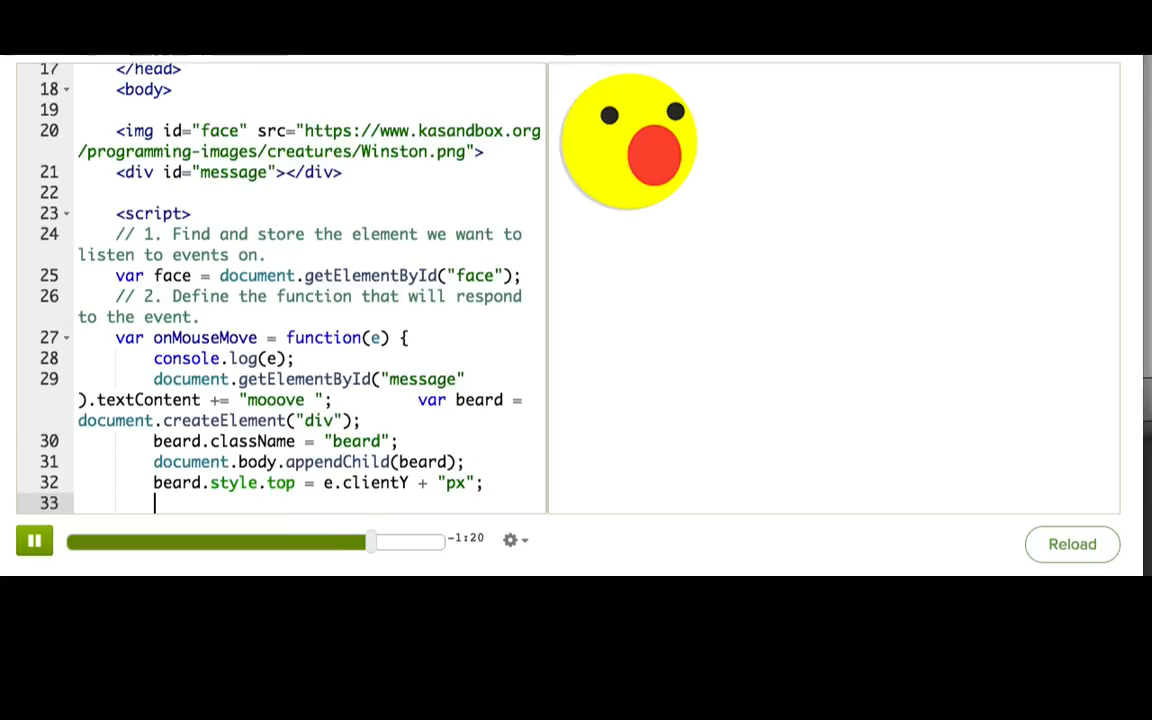 17 </head>
18 <body>
19
20 <img id="face" src="https://www.kasandbox.org
/programming-images/creatures/Winston.png">
21 <div id="message"></div>
22
23 <script>
24 // 1. Find and store the element we want to
listen to events on.
25 var face = document.getElementById("face");
26 // 2. Define the function that will respond
to the event.
27 var onMouseMove = function(e) {
28 console.log(e);
29 document.getElementById("message"
).textContent += "mooove "; var beard =
document.createElement("div");
30 beard.className = "beard";
31 document.body.appendChild(beard);
32 beard.style.top = e.clientY + "px";
33
-1:20
Reload